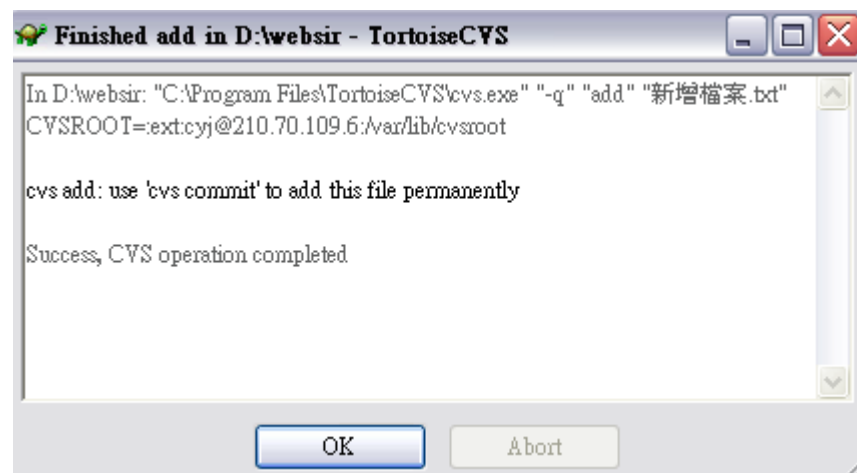 Finished add in D:\websir - TortoiseCVS
In D:\websir: "C:\Program Files\TortoiseCVS\cvs.exe" "-q" "add" "新增檔案.txt"
CVSROOT=:ext:cyj@210.70.109.6:/var/lib/cvsroot
cvs add: use 'cvs commit' to add this file permanently
Success, CVS operation completed
OK
Abort